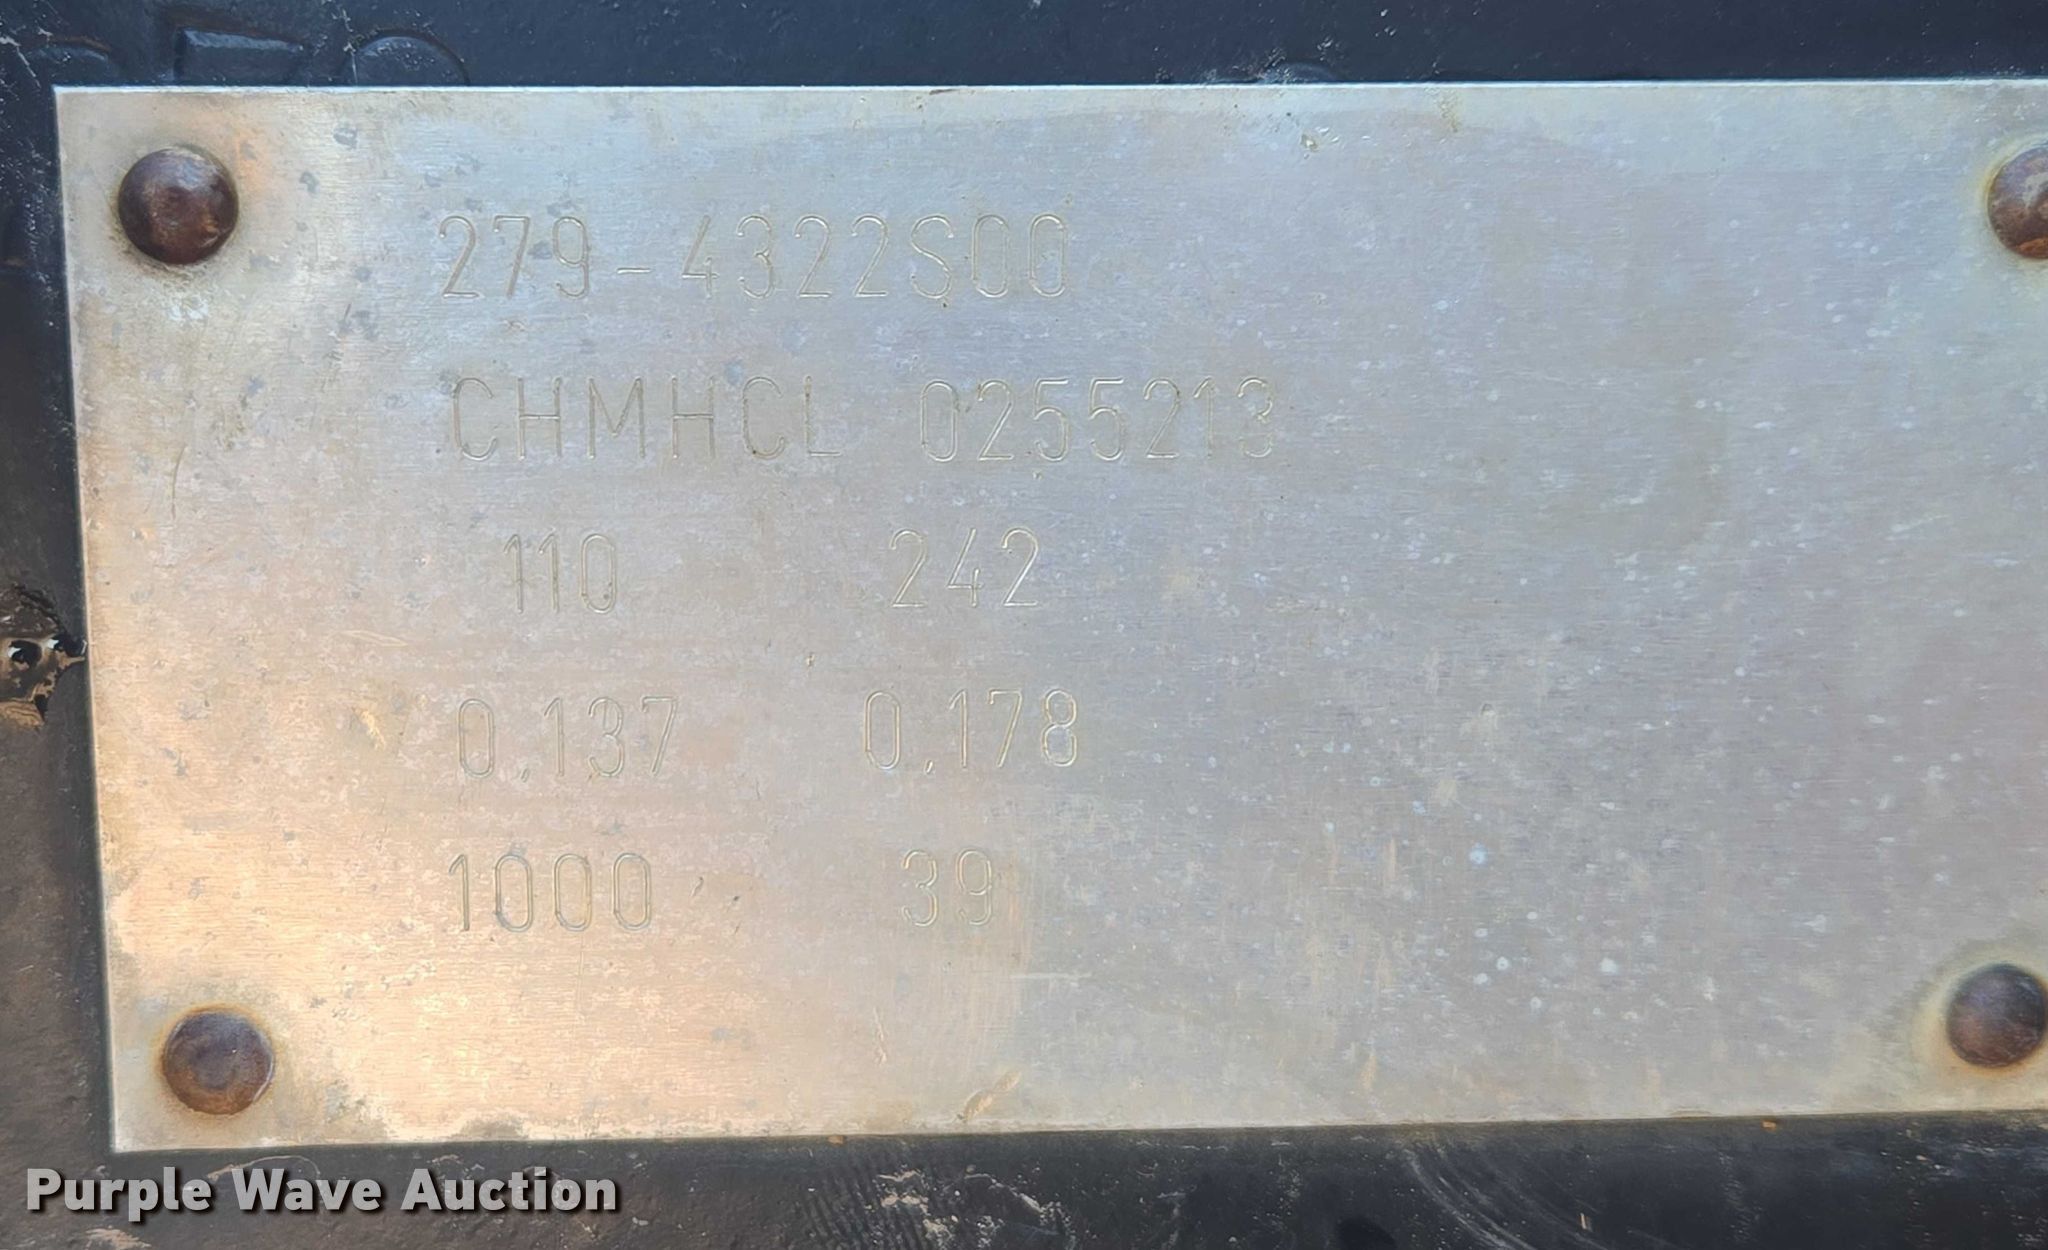 279-4322S00
CHMHCL 0255213
110 242
0,137 0,178
1000 39
Purple Wave Auction